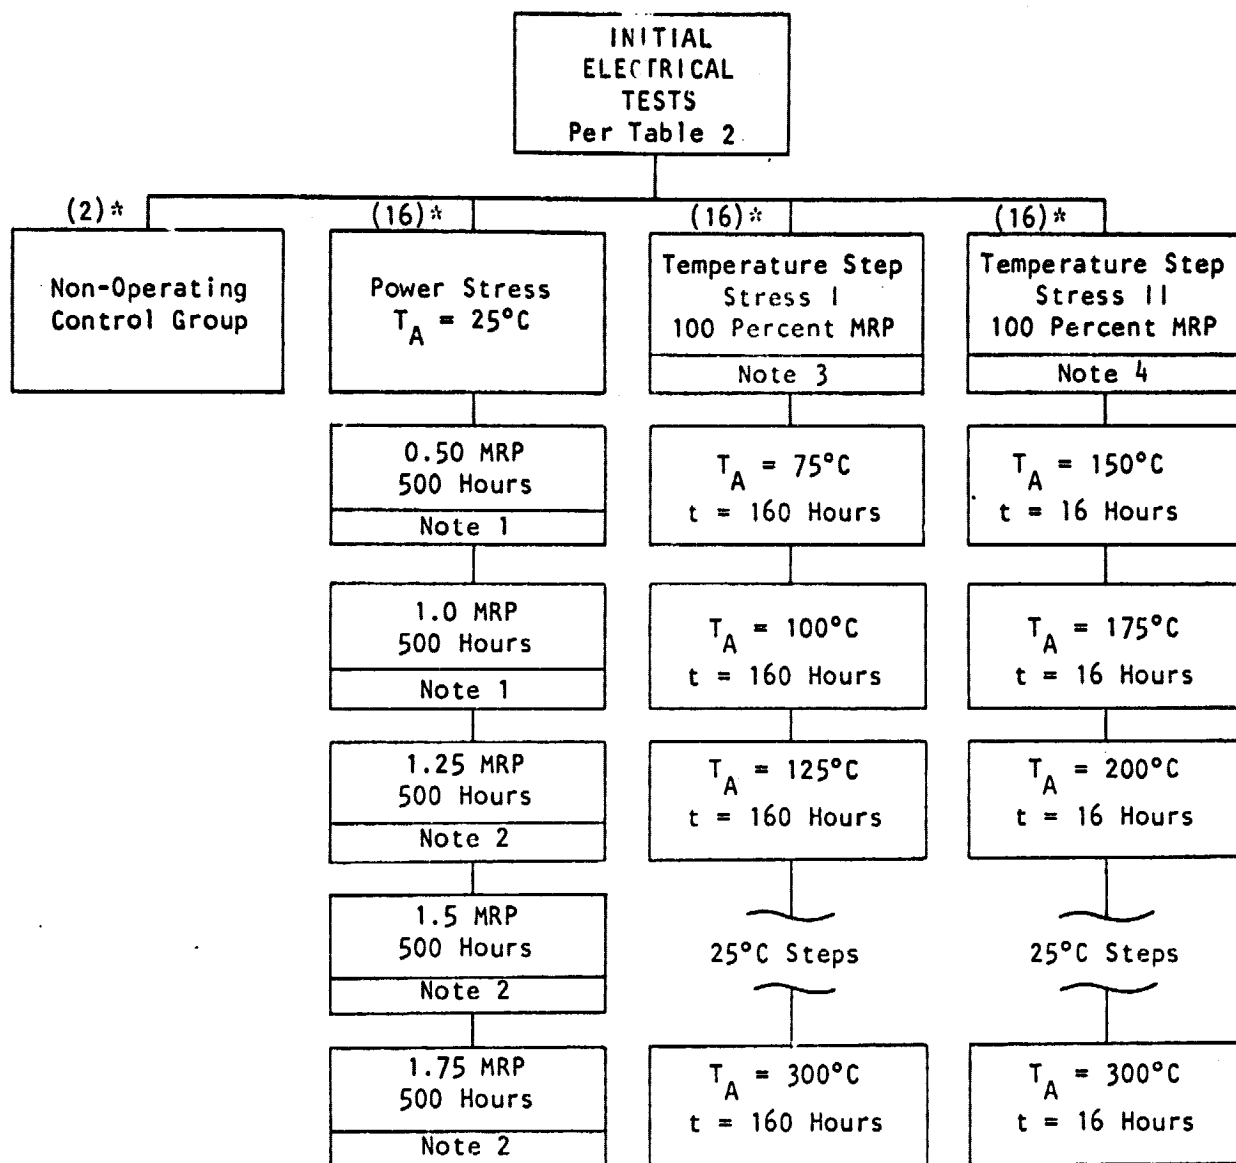 INITIAL
ELECTRICAL
TESTS
Per Table 2
(2)*
(16)*
(16)*
(16)*
Non-Operating
Control Group
Power Stress
T_A = 25°C
Temperature Step
Stress I
100 Percent MRP
Note 3
Temperature Step
Stress II
100 Percent MRP
Note 4
0.50 MRP
500 Hours
Note 1
T_A = 75°C
t = 160 Hours
T_A = 150°C
t = 16 Hours
1.0 MRP
500 Hours
Note 1
T_A = 100°C
t = 160 Hours
T_A = 175°C
t = 16 Hours
1.25 MRP
500 Hours
Note 2
T_A = 125°C
t = 160 Hours
T_A = 200°C
t = 16 Hours
1.5 MRP
500 Hours
Note 2
25°C Steps
25°C Steps
1.75 MRP
500 Hours
Note 2
T_A = 300°C
t = 160 Hours
T_A = 300°C
t = 16 Hours